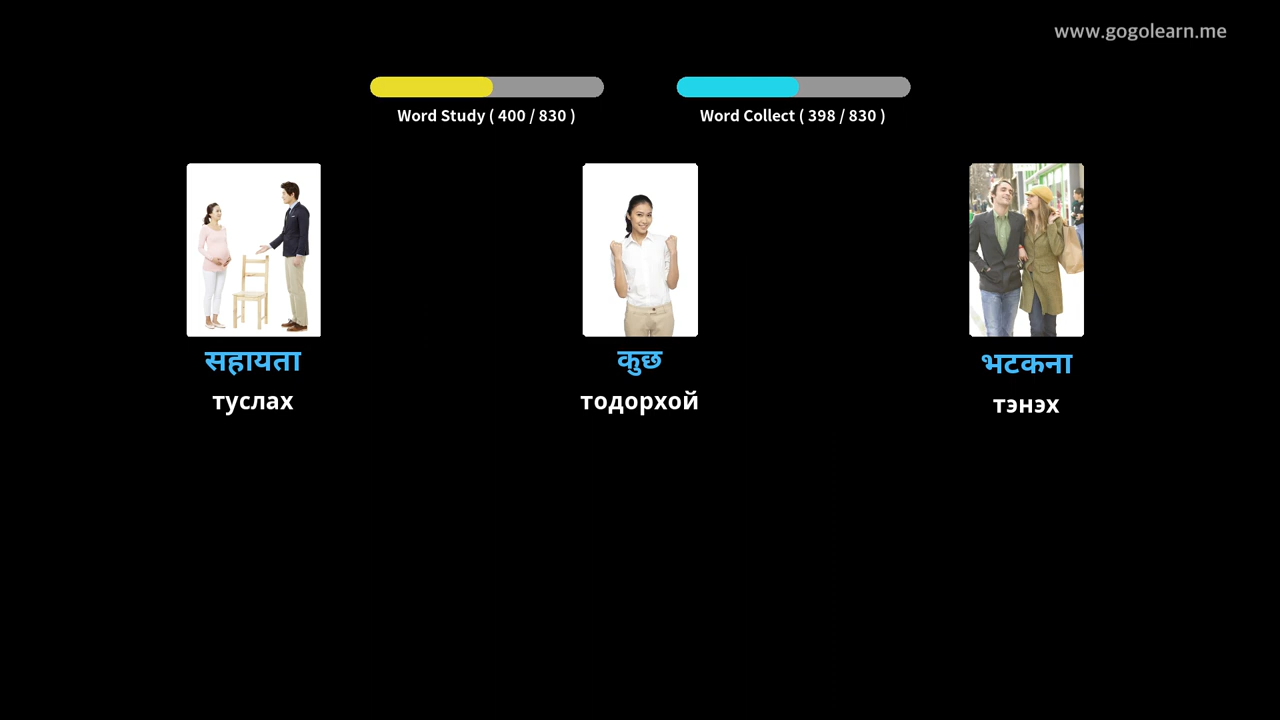 www.gogolearn.me
Word Study ( 400 / 830 )
Word Collect ( 398 / 830 )
सहायता
कुछ
भटकना
туслах
тодорхой
тэнэх